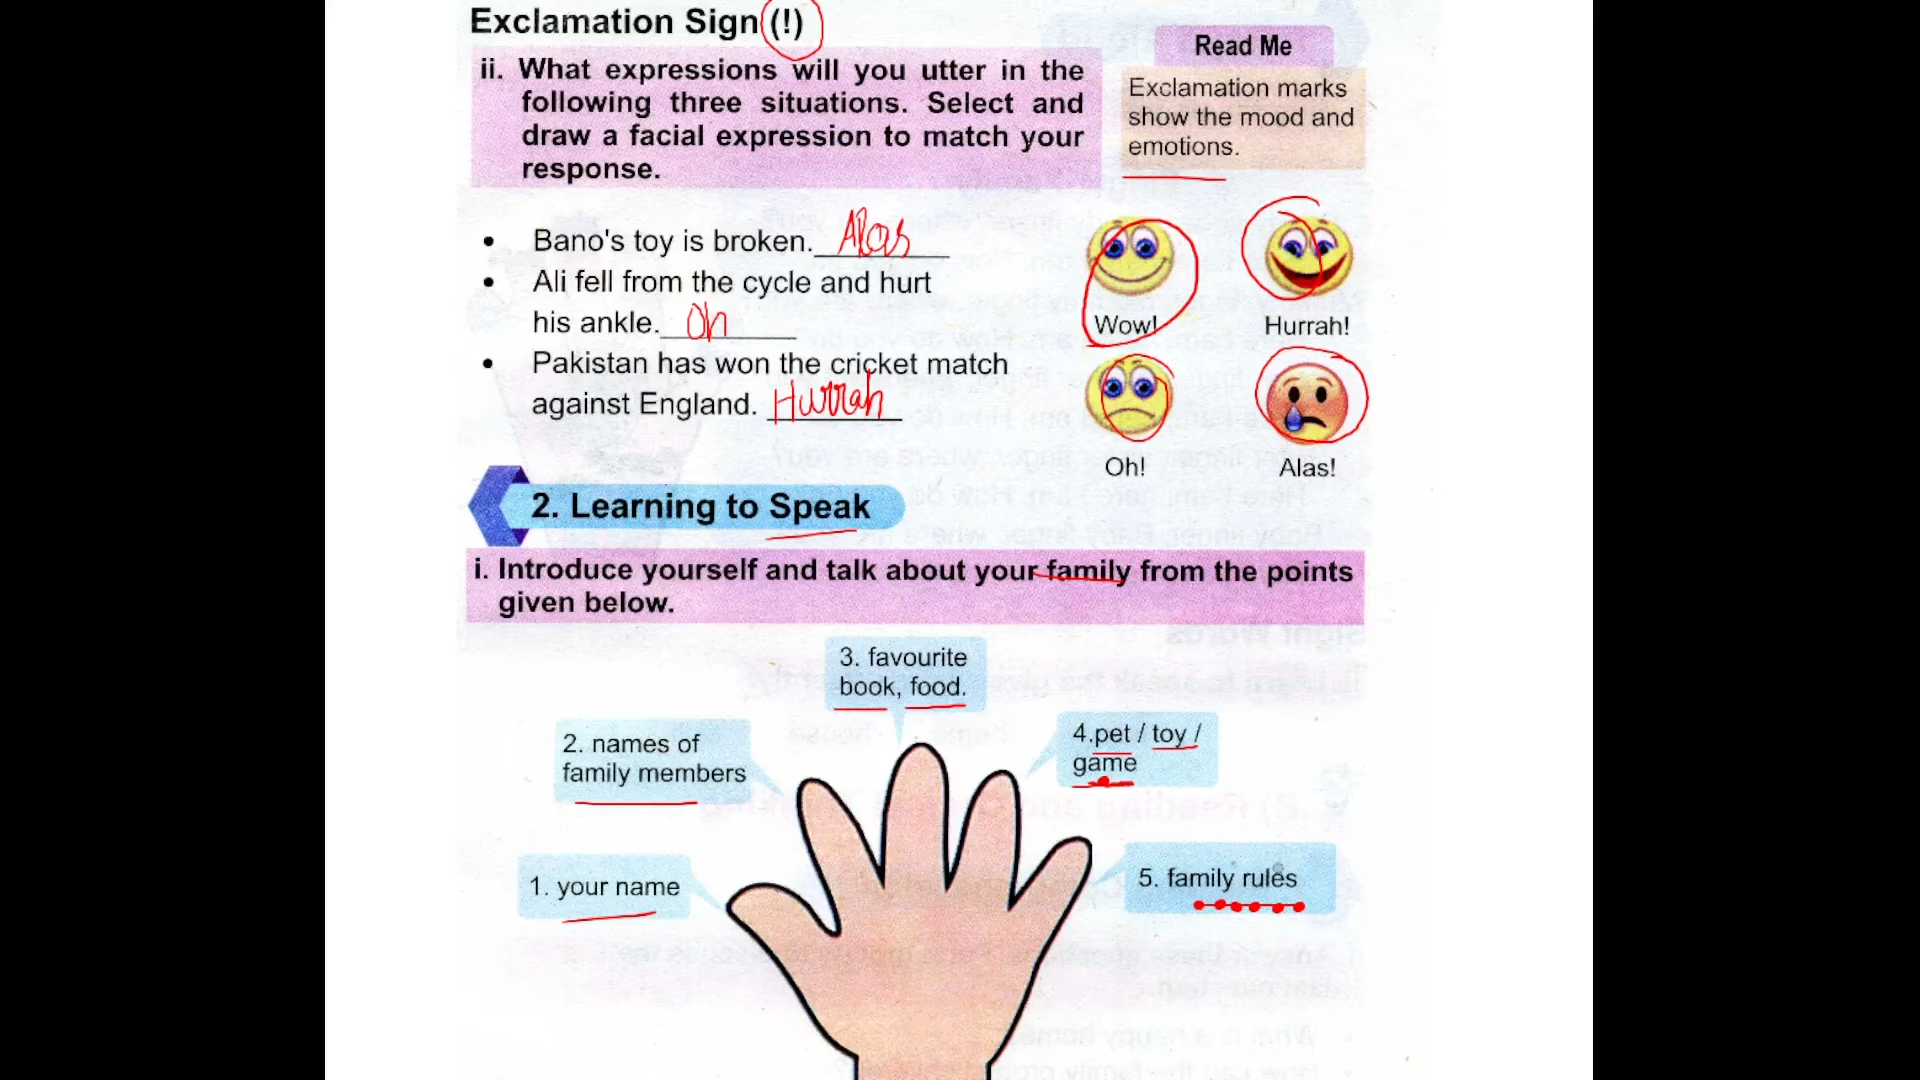 Exclamation Sign (!)
ii. What expressions will you utter in the
following three situations. Select and
draw a facial expression to match your
response.
Read Me
Exclamation marks
show the mood and
emotions.
• Bano's toy is broken. Alas
• Ali fell from the cycle and hurt
his ankle. Oh
• Pakistan has won the cricket match
against England. Hurrah
Wow!
Hurrah!
Oh!
Alas!
2. Learning to Speak
i. Introduce yourself and talk about your family from the points
given below.
3. favourite
book, food.
2. names of
family members
4.pet / toy /
game
1. your name
5. family rules